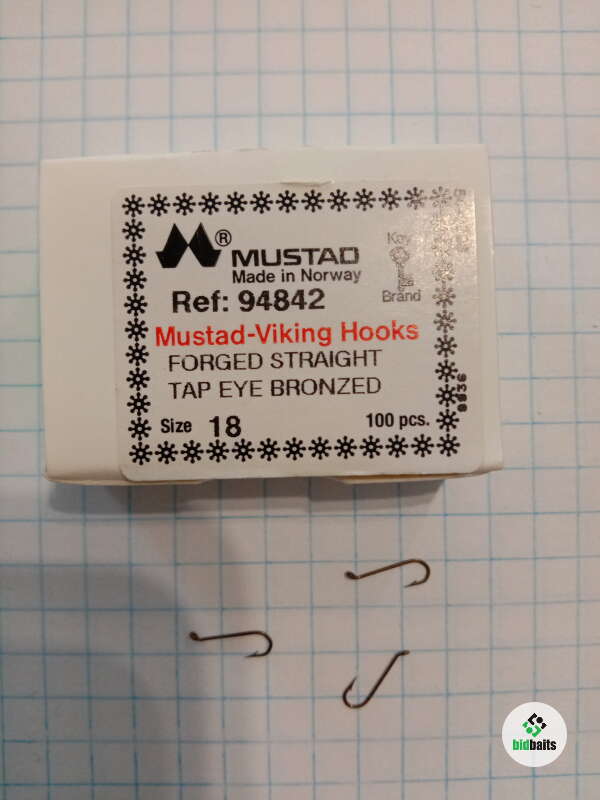 ®
MUSTAD
Made in Norway
Key
Brand
Ref: 94842
Mustad-Viking Hooks
FORGED STRAIGHT
TAP EYE BRONZED
Size 18
100 pcs.
bidbaits